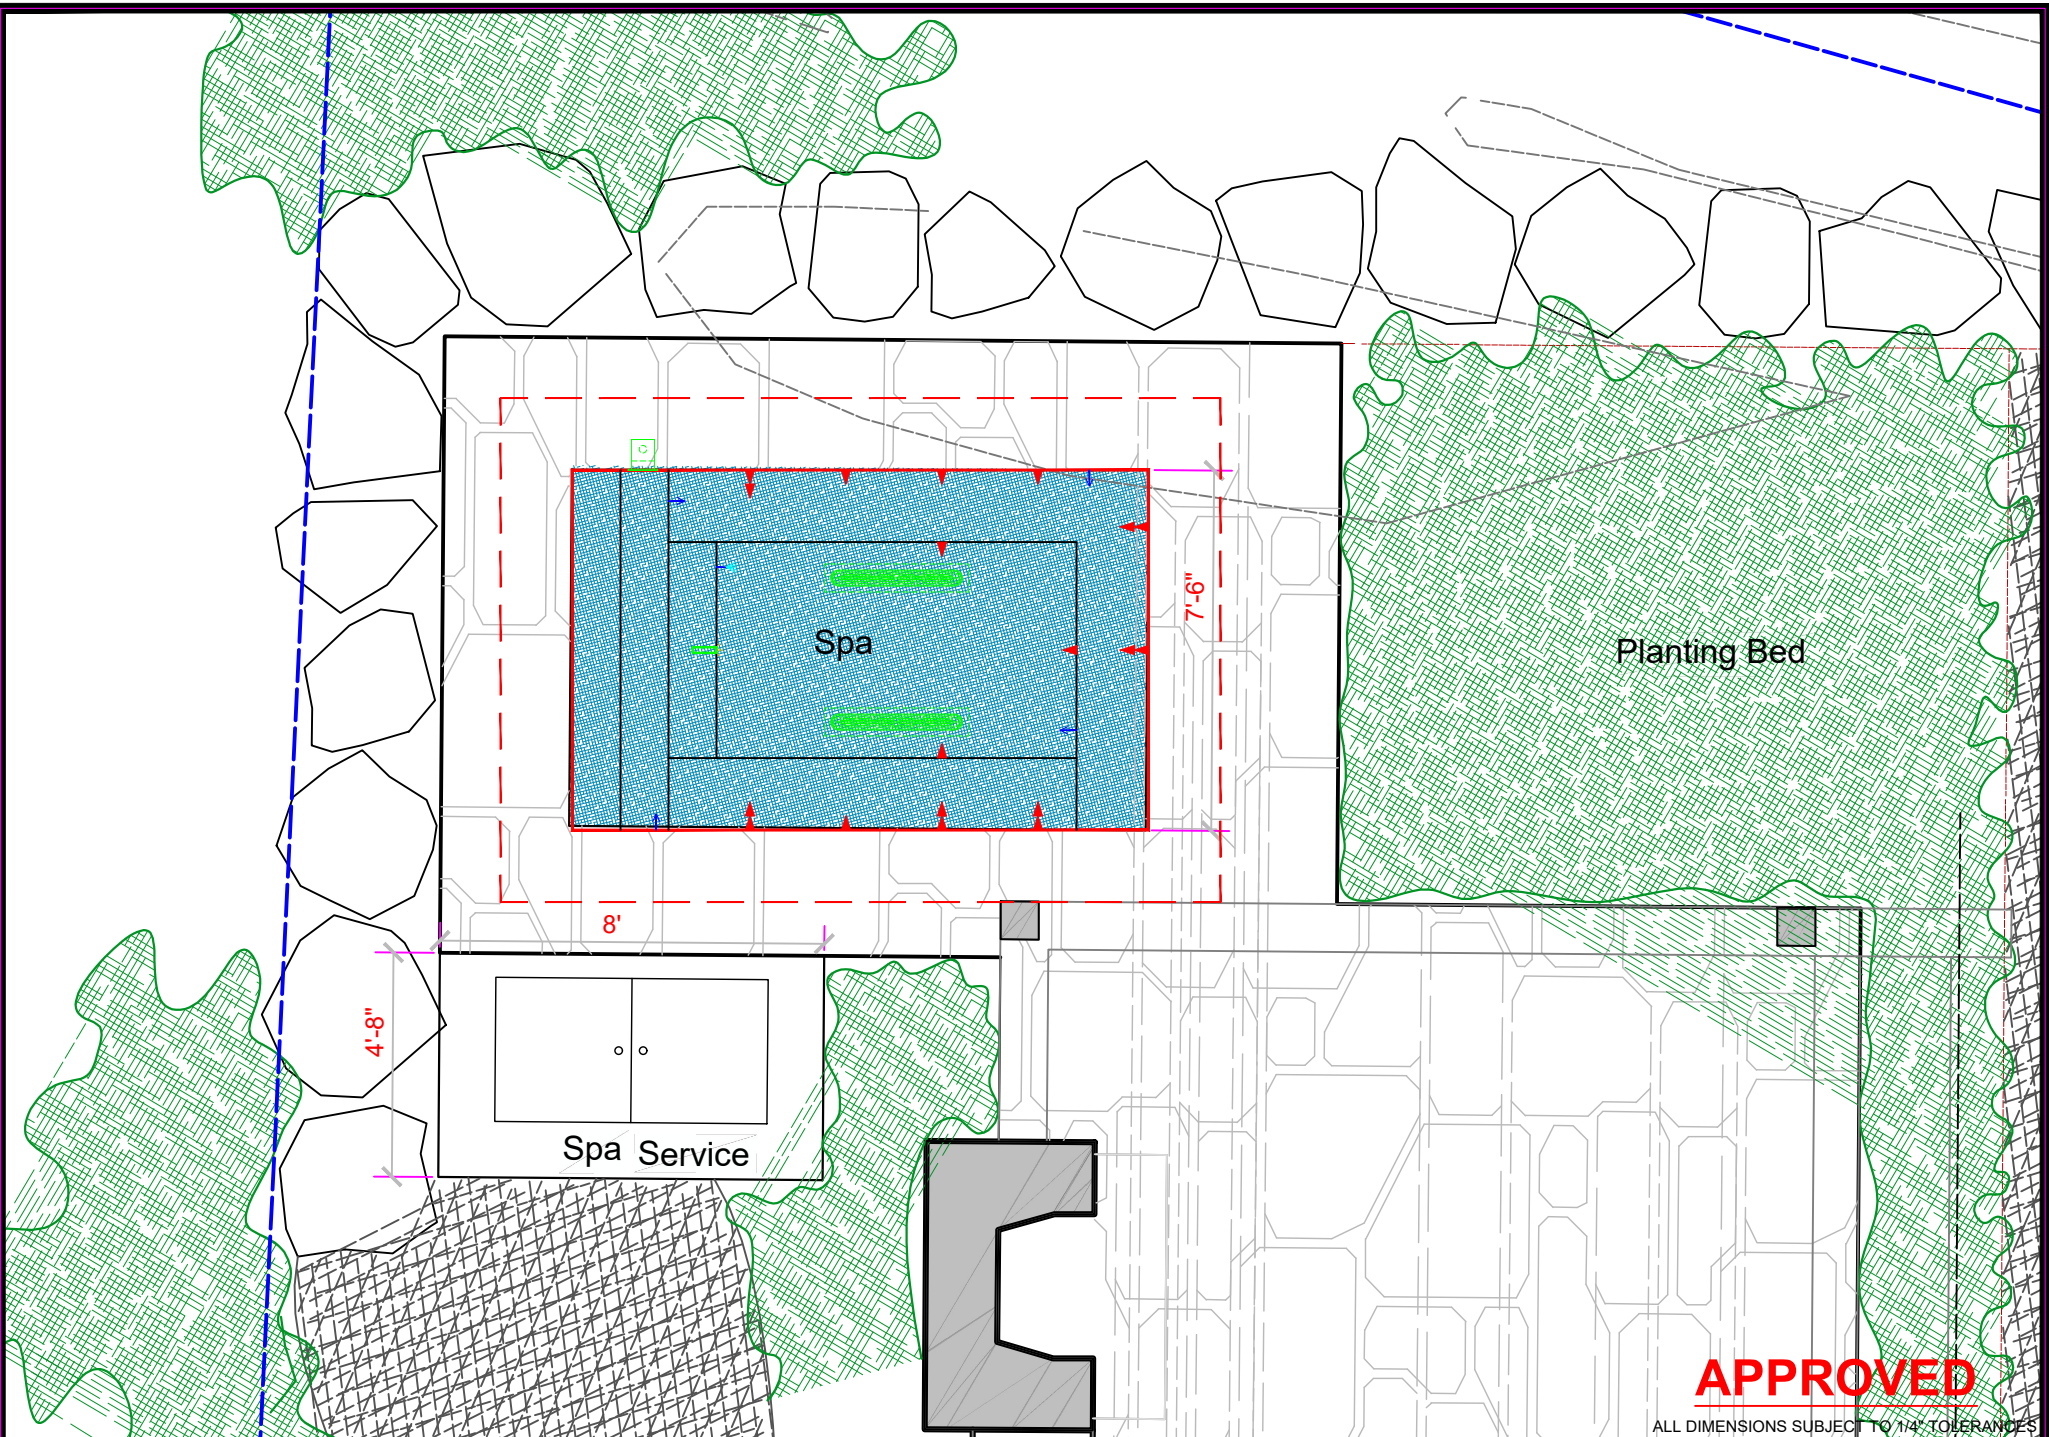 Spa
7'-6"
Planting Bed
8'
4'-8"
Spa Service
APPROVED
ALL DIMENSIONS SUBJECT TO 1/4" TOLERANCES